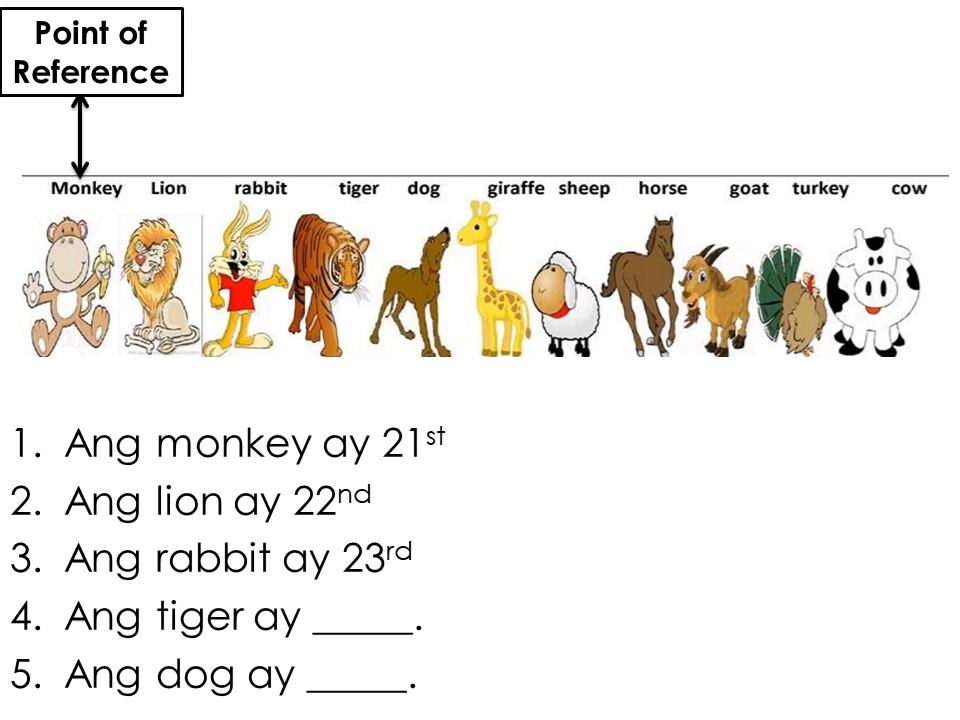 Point of
Reference
Monkey Lion rabbit tiger dog giraffe sheep horse goat turkey cow
1. Ang monkey ay 21st
2. Ang lion ay 22nd
3. Ang rabbit ay 23rd
4. Ang tiger ay _____.
5. Ang dog ay _____.